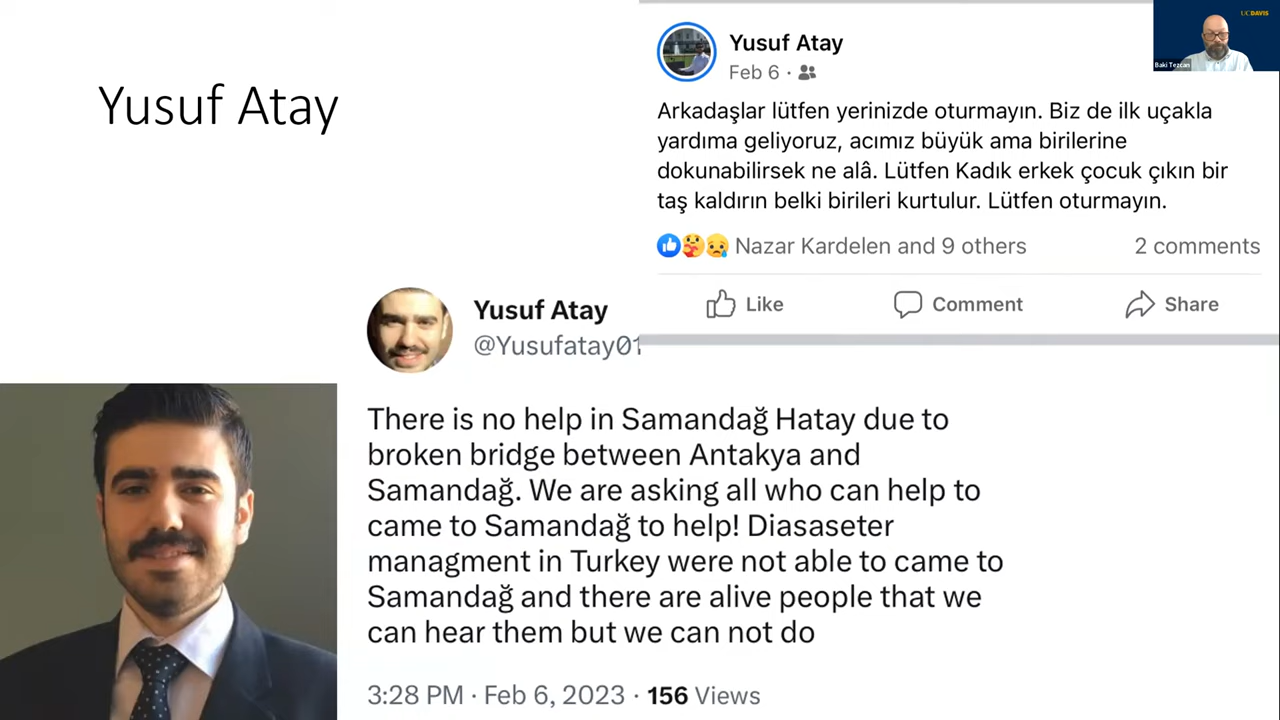 Yusuf Atay
Yusuf Atay
Feb 6 ·
Arkadaşlar lütfen yerinizde oturmayın. Biz de ilk uçakla
yardıma geliyoruz, acımız büyük ama birilerine
dokunabilirsek ne alâ. Lütfen Kadık erkek çocuk çıkın bir
taş kaldırın belki birileri kurtulur. Lütfen oturmayın.
Nazar Kardelen and 9 others 2 comments
Like Comment Share
UCDAVIS
Baki Tezcan
Yusuf Atay
@Yusufatay01
There is no help in Samandağ Hatay due to
broken bridge between Antakya and
Samandağ. We are asking all who can help to
came to Samandağ to help! Diasaseter
managment in Turkey were not able to came to
Samandağ and there are alive people that we
can hear them but we can not do
3:28 PM · Feb 6, 2023 · 156 Views